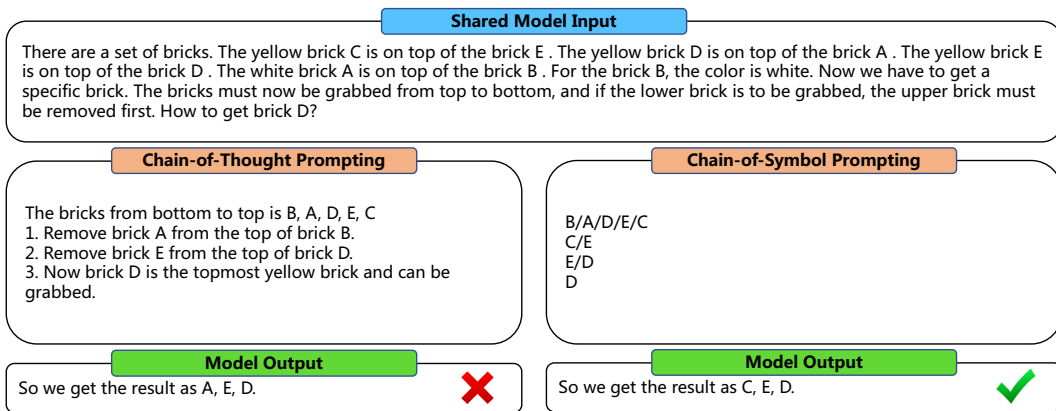 Shared Model Input
There are a set of bricks. The yellow brick C is on top of the brick E . The yellow brick D is on top of the brick A . The yellow brick E
is on top of the brick D . The white brick A is on top of the brick B . For the brick B, the color is white. Now we have to get a
specific brick. The bricks must now be grabbed from top to bottom, and if the lower brick is to be grabbed, the upper brick must
be removed first. How to get brick D?
Chain-of-Thought Prompting
The bricks from bottom to top is B, A, D, E, C
1. Remove brick A from the top of brick B.
2. Remove brick E from the top of brick D.
3. Now brick D is the topmost yellow brick and can be
grabbed.
Model Output
So we get the result as A, E, D.
Chain-of-Symbol Prompting
B/A/D/E/C
C/E
E/D
D
Model Output
So we get the result as C, E, D.